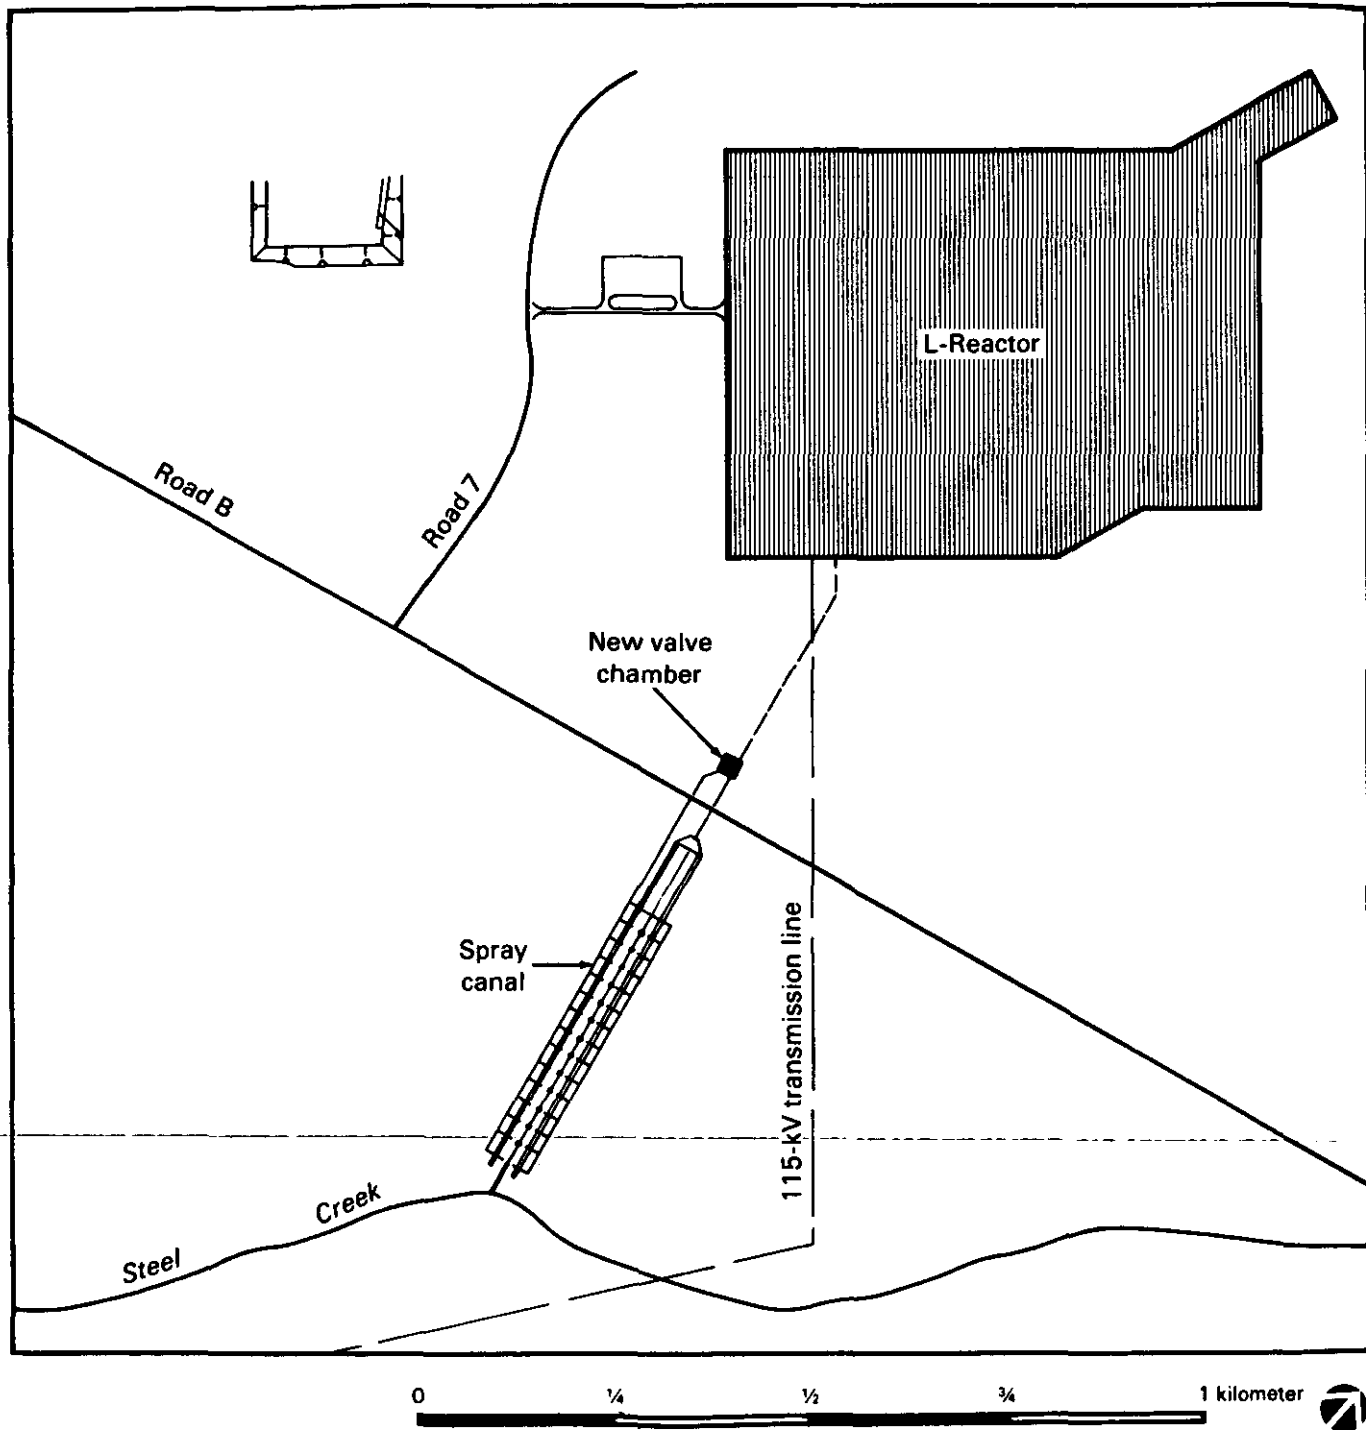 L-Reactor
Road B
Road 7
New valve
chamber
Spray
canal
115-kV transmission line
Steel Creek
0 ¼ ½ ¾ 1 kilometer